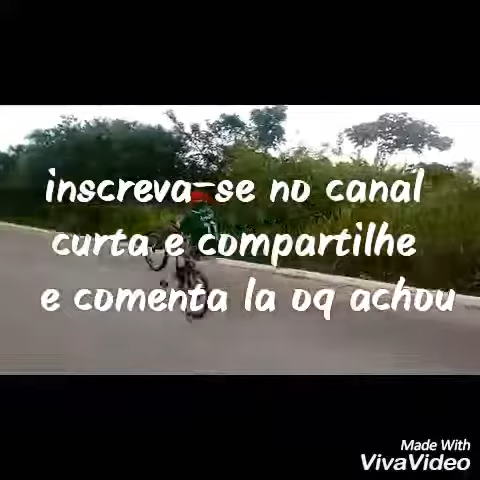 inscreva-se no canal
curta e compartilhe
e comenta la oq achou
Made With
VivaVideo